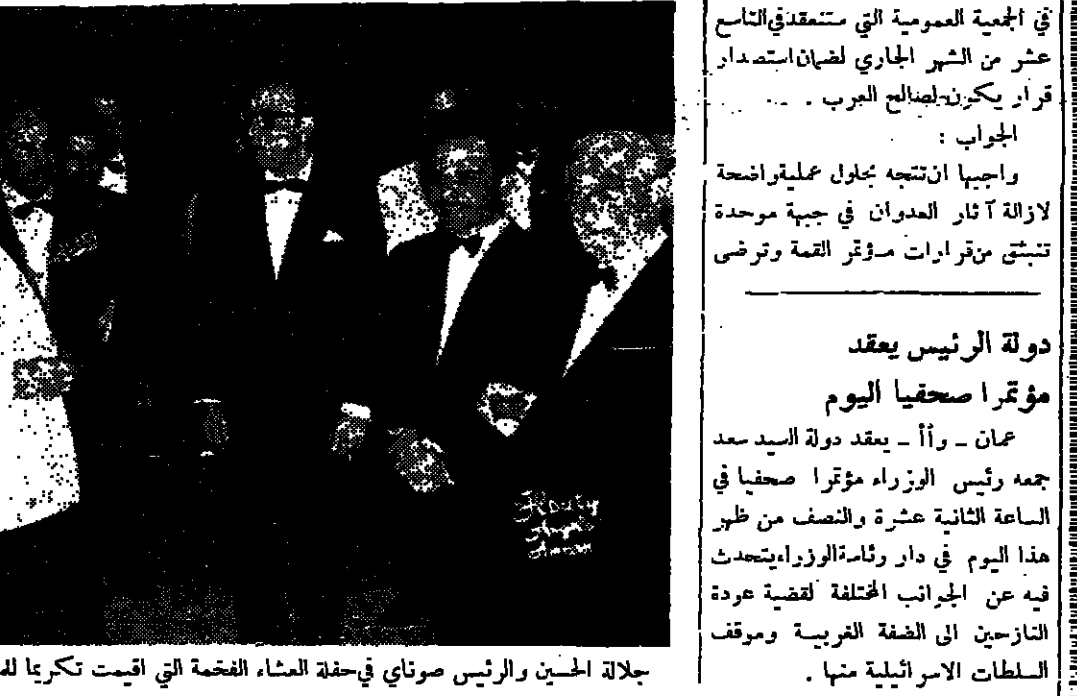 في الجمعية العمومية التي ستنعقد في التاسع
عشر من الشهر الجاري لضمان استصدار
قرار يكون لصالح العرب .
الجواب :
واجبها ان تتجه بحلول عملية واضحة
لازالة آثار العدوان في جبهة موحدة
تنبثق من قرارات مؤتمر القمة وترضى
دولة الرئيس يعقد
مؤتمرا صحفيا اليوم
عمان ـ وأأ ـ يعقد دولة السيد سعد
جمعه رئيس الوزراء مؤتمرا صحفيا في
الساعة الثانية عشرة والنصف من ظهر
هذا اليوم في دار رئاسة الوزراء يتحدث
فيه عن الجوانب المختلفة لقضية عودة
النازحين الى الضفة الغربية وموقف
السلطات الاسرائيلية منها .
جلالة الحسين والرئيس صوناي في حفلة العشاء الفخمة التي اقيمت تكريما